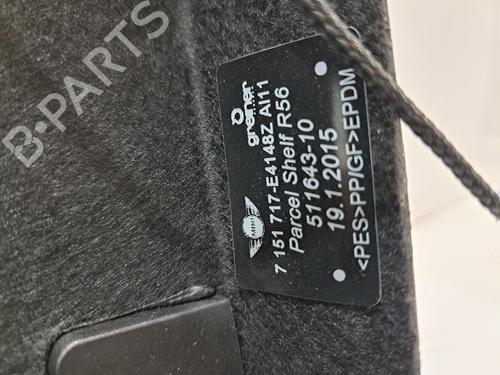 B-PARTS
greiner
MINI
7 151 717-E4148Z AI11
Parcel Shelf R56
511643-10
19.1.2015
<PES>PP/GF>EPDM